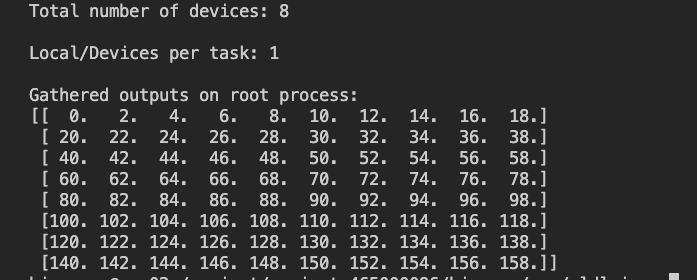 Total number of devices: 8
Local/Devices per task: 1
Gathered outputs on root process:
[[  0.   2.   4.   6.   8.  10.  12.  14.  16.  18.]
 [ 20.  22.  24.  26.  28.  30.  32.  34.  36.  38.]
 [ 40.  42.  44.  46.  48.  50.  52.  54.  56.  58.]
 [ 60.  62.  64.  66.  68.  70.  72.  74.  76.  78.]
 [ 80.  82.  84.  86.  88.  90.  92.  94.  96.  98.]
 [100. 102. 104. 106. 108. 110. 112. 114. 116. 118.]
 [120. 122. 124. 126. 128. 130. 132. 134. 136. 138.]
 [140. 142. 144. 146. 148. 150. 152. 154. 156. 158.]]